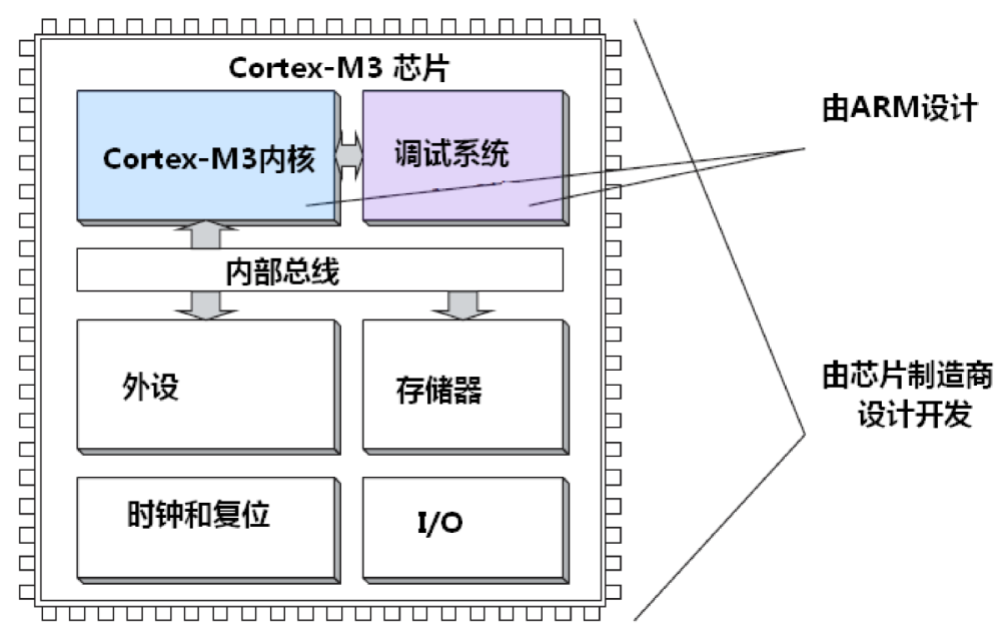 Cortex-M3 芯片
Cortex-M3内核
调试系统
由ARM设计
内部总线
外设
存储器
由芯片制造商
设计开发
时钟和复位
I/O